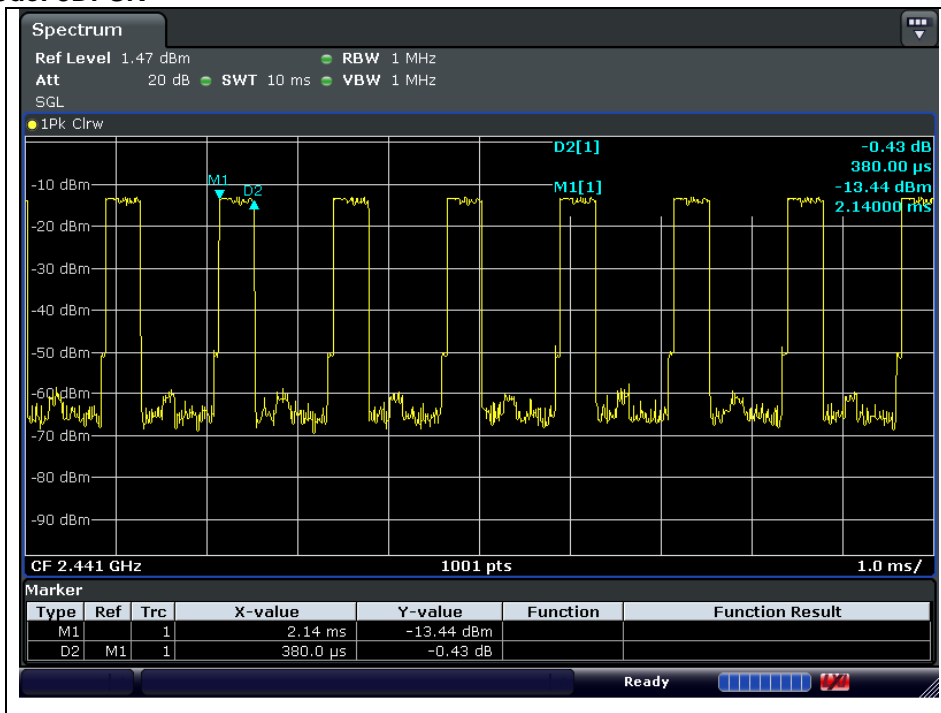 Spectrum
Ref Level 1.47 dBm RBW 1 MHz
Att 20 dB SWT 10 ms VBW 1 MHz
SGL
1Pk Clrw
D2[1] -0.43 dB
380.00 µs
M1[1] -13.44 dBm
2.14000 ms
M1
D2
-10 dBm
-20 dBm
-30 dBm
-40 dBm
-50 dBm
-60 dBm
-70 dBm
-80 dBm
-90 dBm
CF 2.441 GHz 1001 pts 1.0 ms/
Marker
Type Ref Trc X-value Y-value Function Function Result
M1 1 2.14 ms -13.44 dBm
D2 M1 1 380.0 µs -0.43 dB
Ready